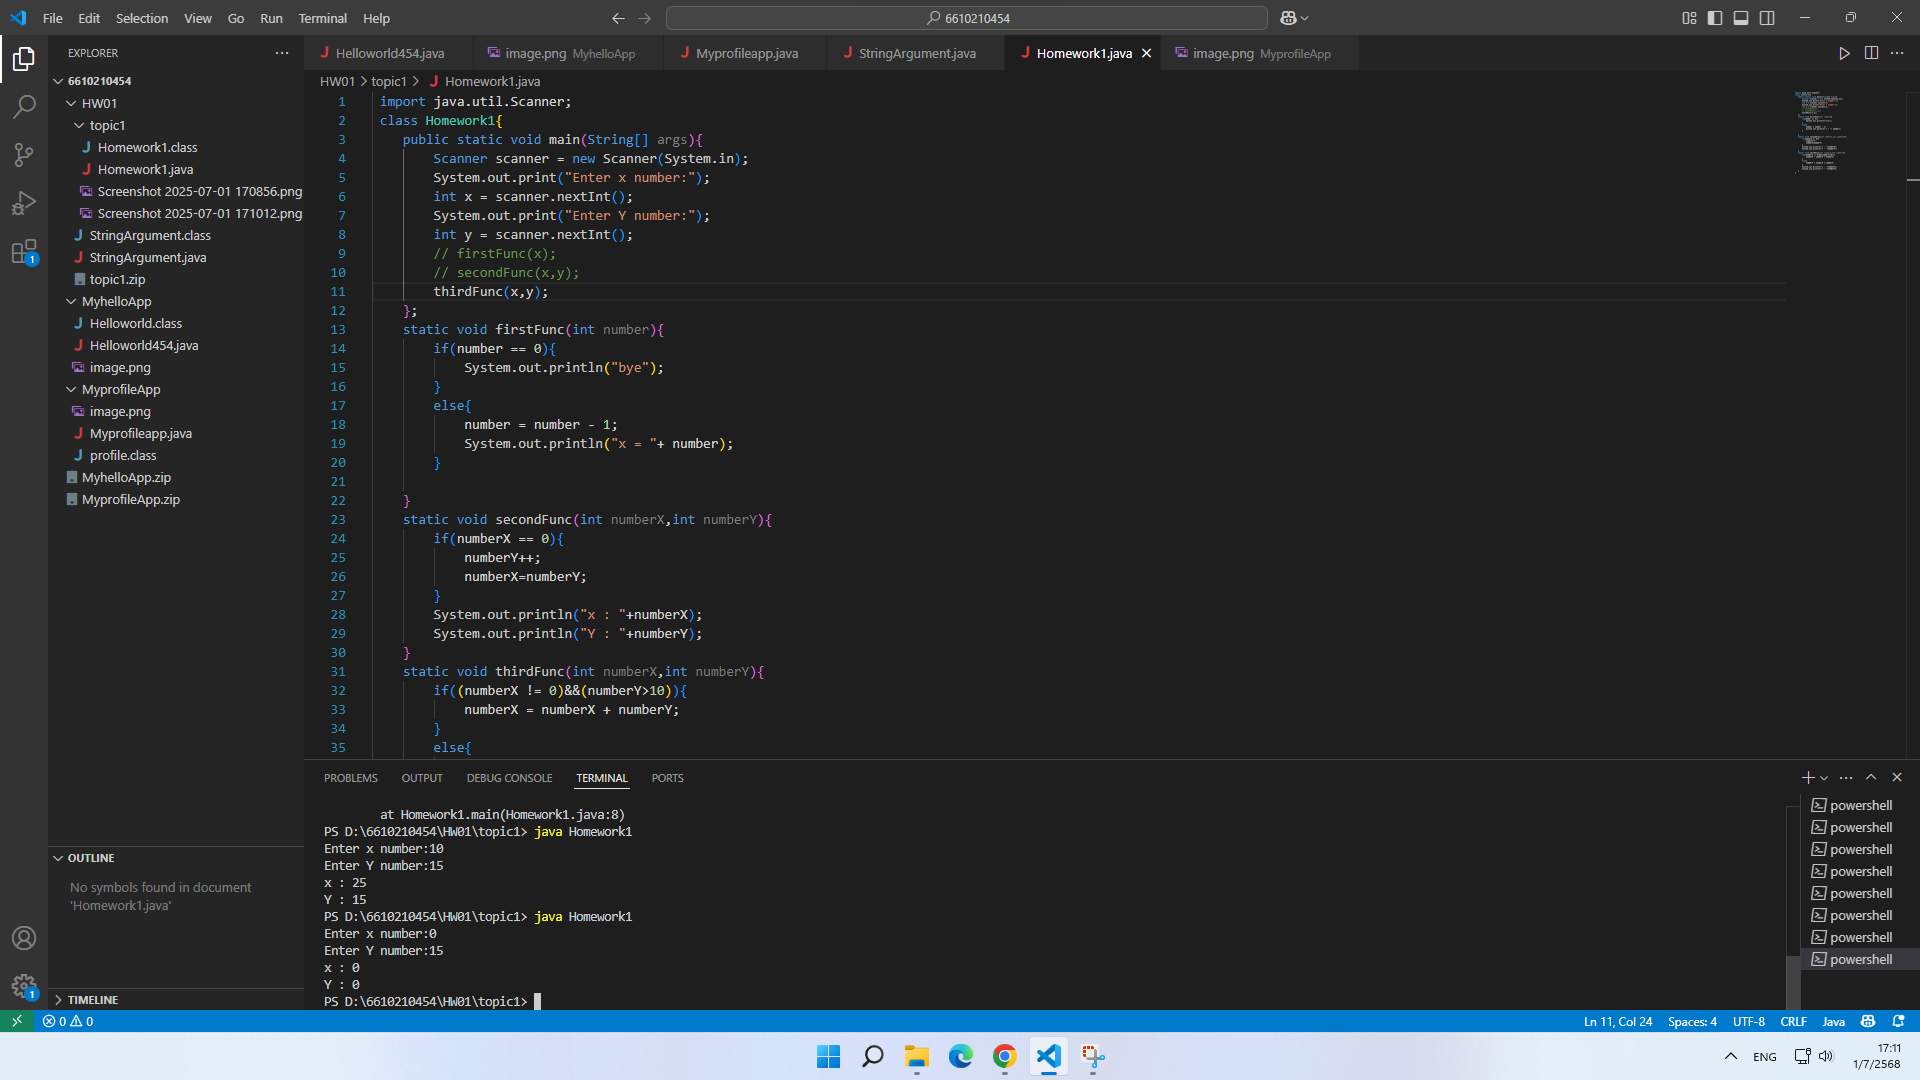 File Edit Selection View Go Run Terminal Help
6610210454
EXPLORER
6610210454
HW01
topic1
Homework1.class
Homework1.java
Screenshot 2025-07-01 170856.png
Screenshot 2025-07-01 171012.png
StringArgument.class
StringArgument.java
topic1.zip
MyhelloApp
Helloworld.class
Helloworld454.java
image.png
MyprofileApp
image.png
Myprofileapp.java
profile.class
MyhelloApp.zip
MyprofileApp.zip
OUTLINE
No symbols found in document
'Homework1.java'
TIMELINE
Helloworld454.java image.png MyhelloApp Myprofileapp.java StringArgument.java Homework1.java image.png MyprofileApp
HW01 > topic1 > Homework1.java
1 import java.util.Scanner;
2 class Homework1{
3 public static void main(String[] args){
4 Scanner scanner = new Scanner(System.in);
5 System.out.print("Enter x number:");
6 int x = scanner.nextInt();
7 System.out.print("Enter Y number:");
8 int y = scanner.nextInt();
9 // firstFunc(x);
10 // secondFunc(x,y);
11 thirdFunc(x,y);
12 };
13 static void firstFunc(int number){
14 if(number == 0){
15 System.out.println("bye");
16 }
17 else{
18 number = number - 1;
19 System.out.println("x = "+ number);
20 }
21
22 }
23 static void secondFunc(int numberX,int numberY){
24 if(numberX == 0){
25 numberY++;
26 numberX=numberY;
27 }
28 System.out.println("x : "+numberX);
29 System.out.println("Y : "+numberY);
30 }
31 static void thirdFunc(int numberX,int numberY){
32 if((numberX != 0)&&(numberY>10)){
33 numberX = numberX + numberY;
34 }
35 else{
PROBLEMS OUTPUT DEBUG CONSOLE TERMINAL PORTS
at Homework1.main(Homework1.java:8)
PS D:\6610210454\HW01\topic1> java Homework1
Enter x number:10
Enter Y number:15
x : 25
Y : 15
PS D:\6610210454\HW01\topic1> java Homework1
Enter x number:0
Enter Y number:15
x : 0
Y : 0
PS D:\6610210454\HW01\topic1>
powershell
powershell
powershell
powershell
powershell
powershell
powershell
powershell
1
1
0 0
Ln 11, Col 24 Spaces: 4 UTF-8 CRLF Java
ENG
17:11
1/7/2568